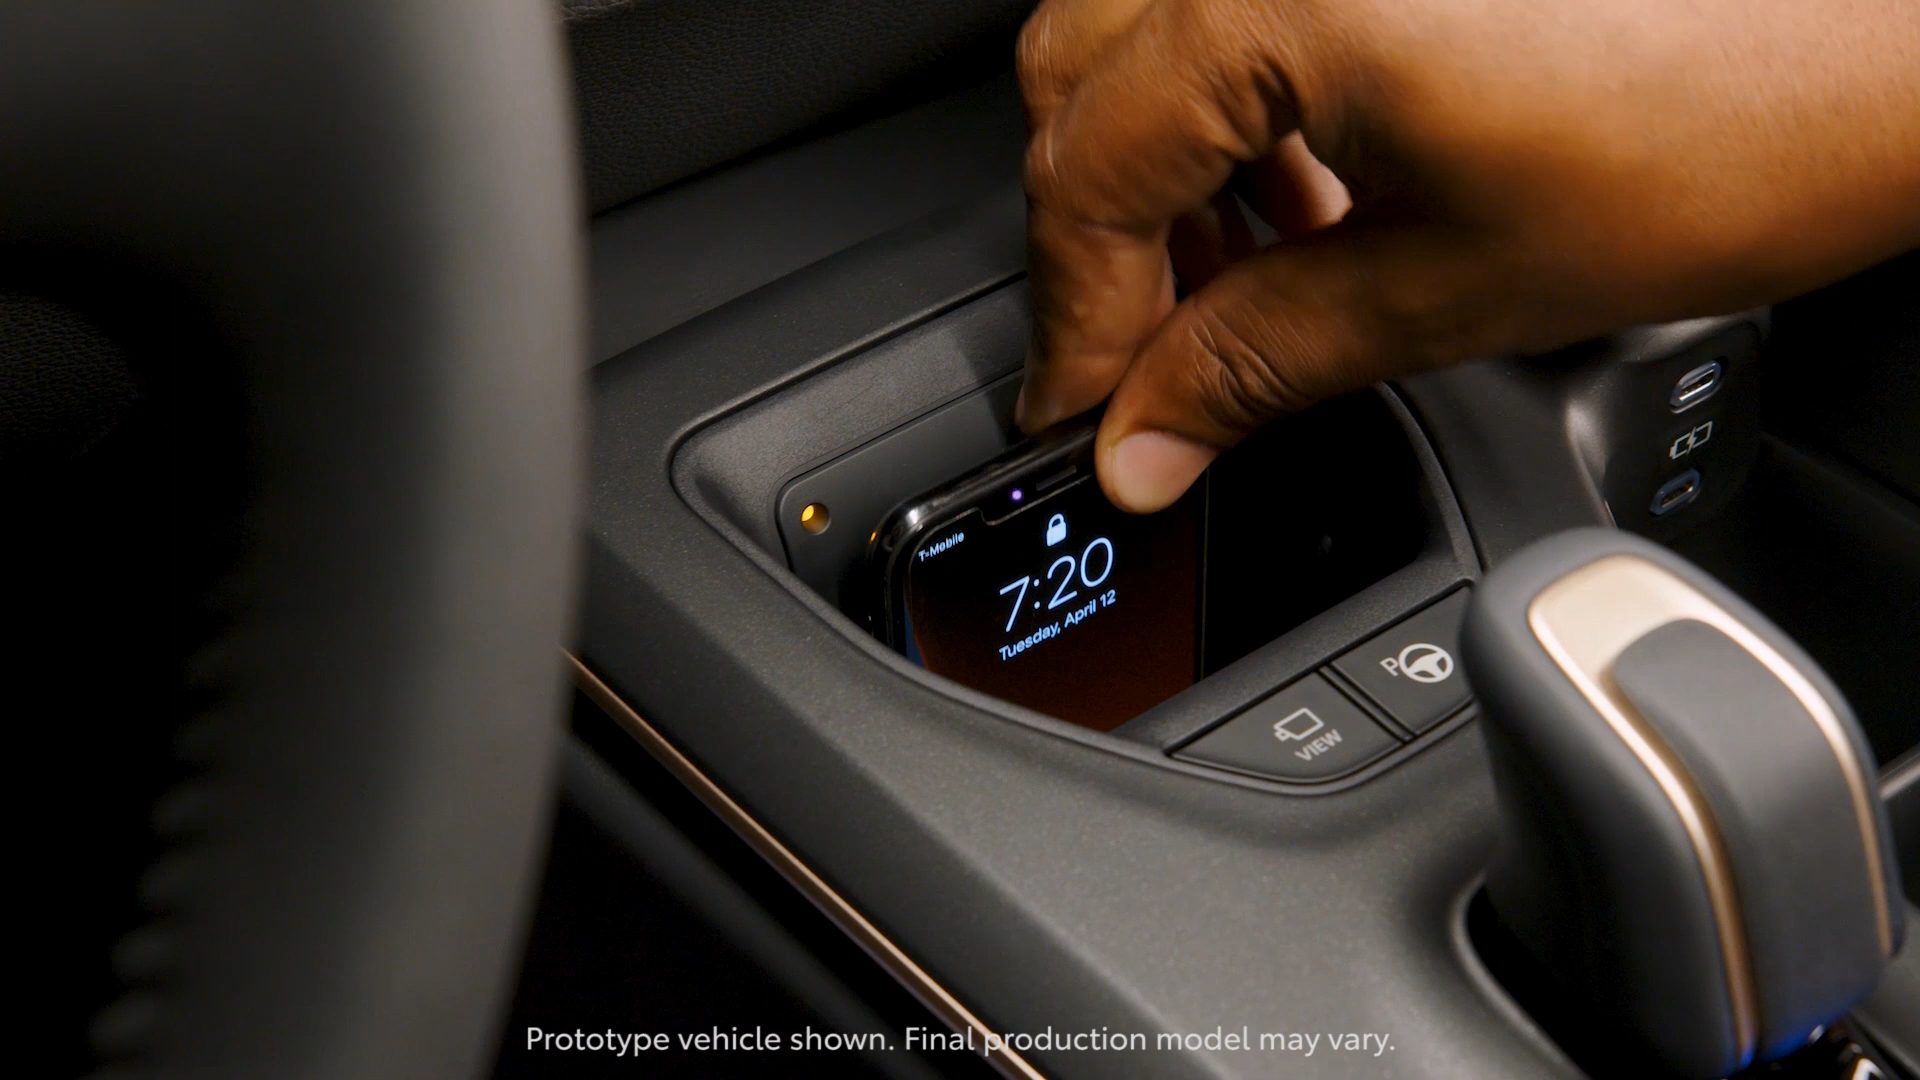 T-Mobile
7:20
Tuesday, April 12
P
VIEW
Prototype vehicle shown. Final production model may vary.